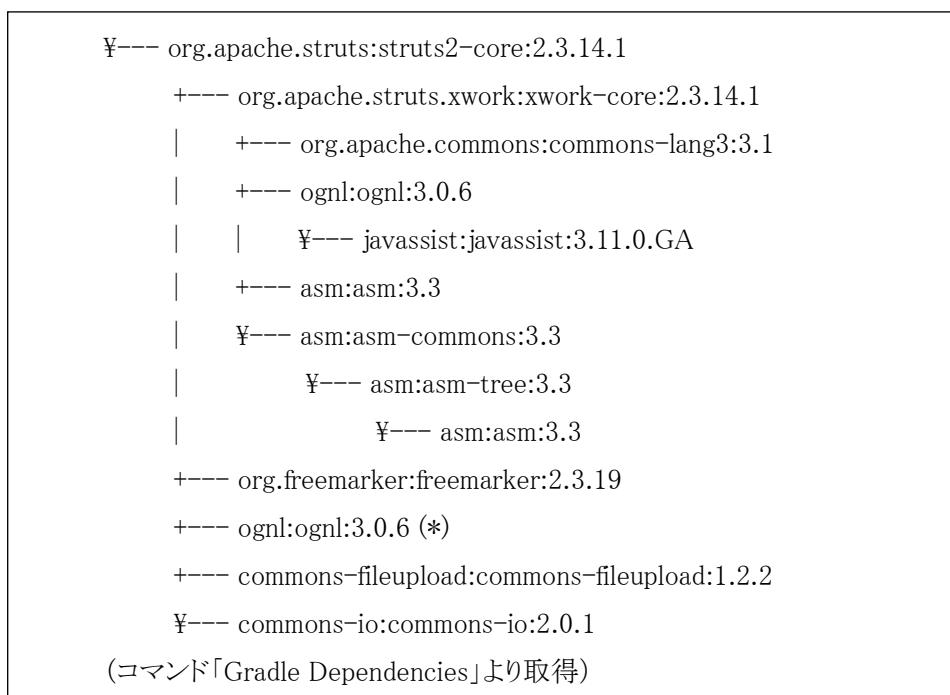 ¥--- org.apache.struts:struts2-core:2.3.14.1
+--- org.apache.struts.xwork:xwork-core:2.3.14.1
| +--- org.apache.commons:commons-lang3:3.1
| +--- ognl:ognl:3.0.6
| | ¥--- javassist:javassist:3.11.0.GA
| +--- asm:asm:3.3
| ¥--- asm:asm-commons:3.3
| ¥--- asm:asm-tree:3.3
| ¥--- asm:asm:3.3
+--- org.freemarker:freemarker:2.3.19
+--- ognl:ognl:3.0.6 (*)
+--- commons-fileupload:commons-fileupload:1.2.2
¥--- commons-io:commons-io:2.0.1
(コマンド「Gradle Dependencies」より取得)